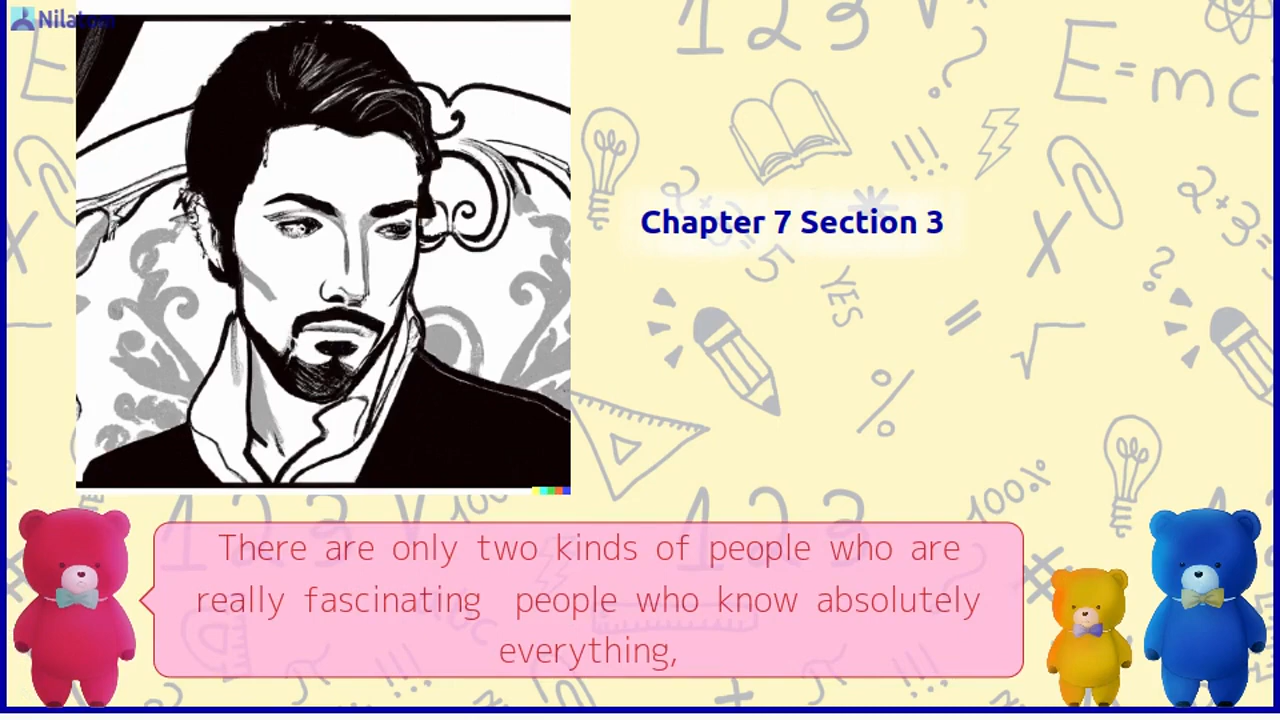 Chapter 7 Section 3
There are only two kinds of people who are
really fascinating people who know absolutely
everything,